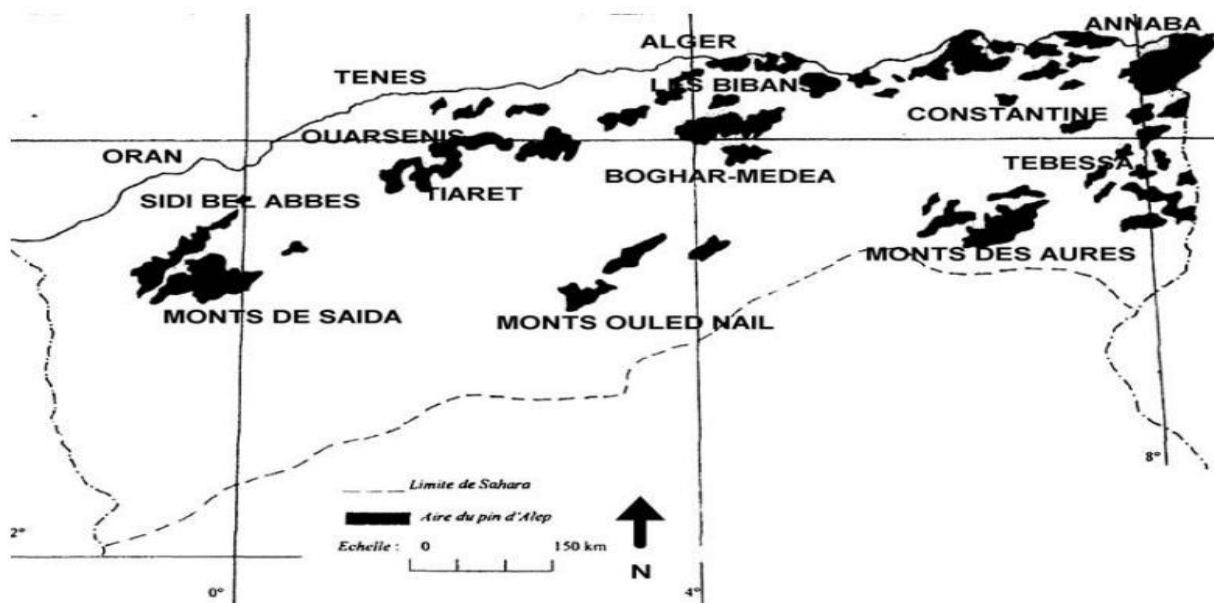 ANNABA
ALGER
TENES
LES BIBANS
CONSTANTINE
OUARSENIS
ORAN
TEBESSA
BOGHAR-MEDEA
TIARET
SIDI BEL ABBES
MONTS DES AURES
MONTS DE SAIDA
MONTS OULED NAIL
8°
Limite de Sahara
Aire du pin d'Alep
2°
Echelle : 0 150 km
N
0°
4°